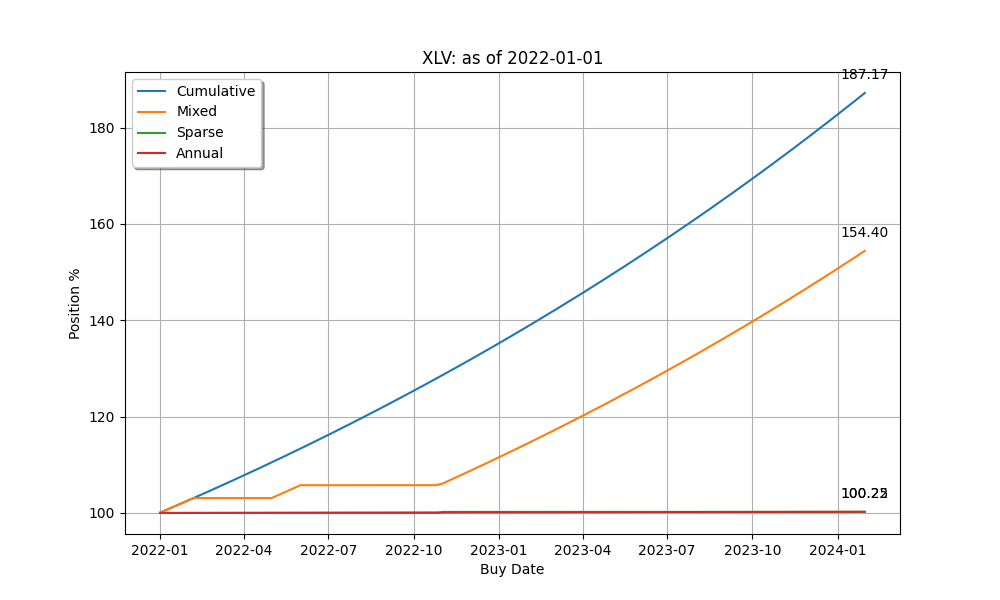 XLV: as of 2022-01-01
187.17
Cumulative
Mixed
Sparse
Annual
180
160
154.40
140
120
100
Position %
2022-01
2022-04
2022-07
2022-10
2023-01
2023-04
2023-07
2023-10
2024-01
Buy Date